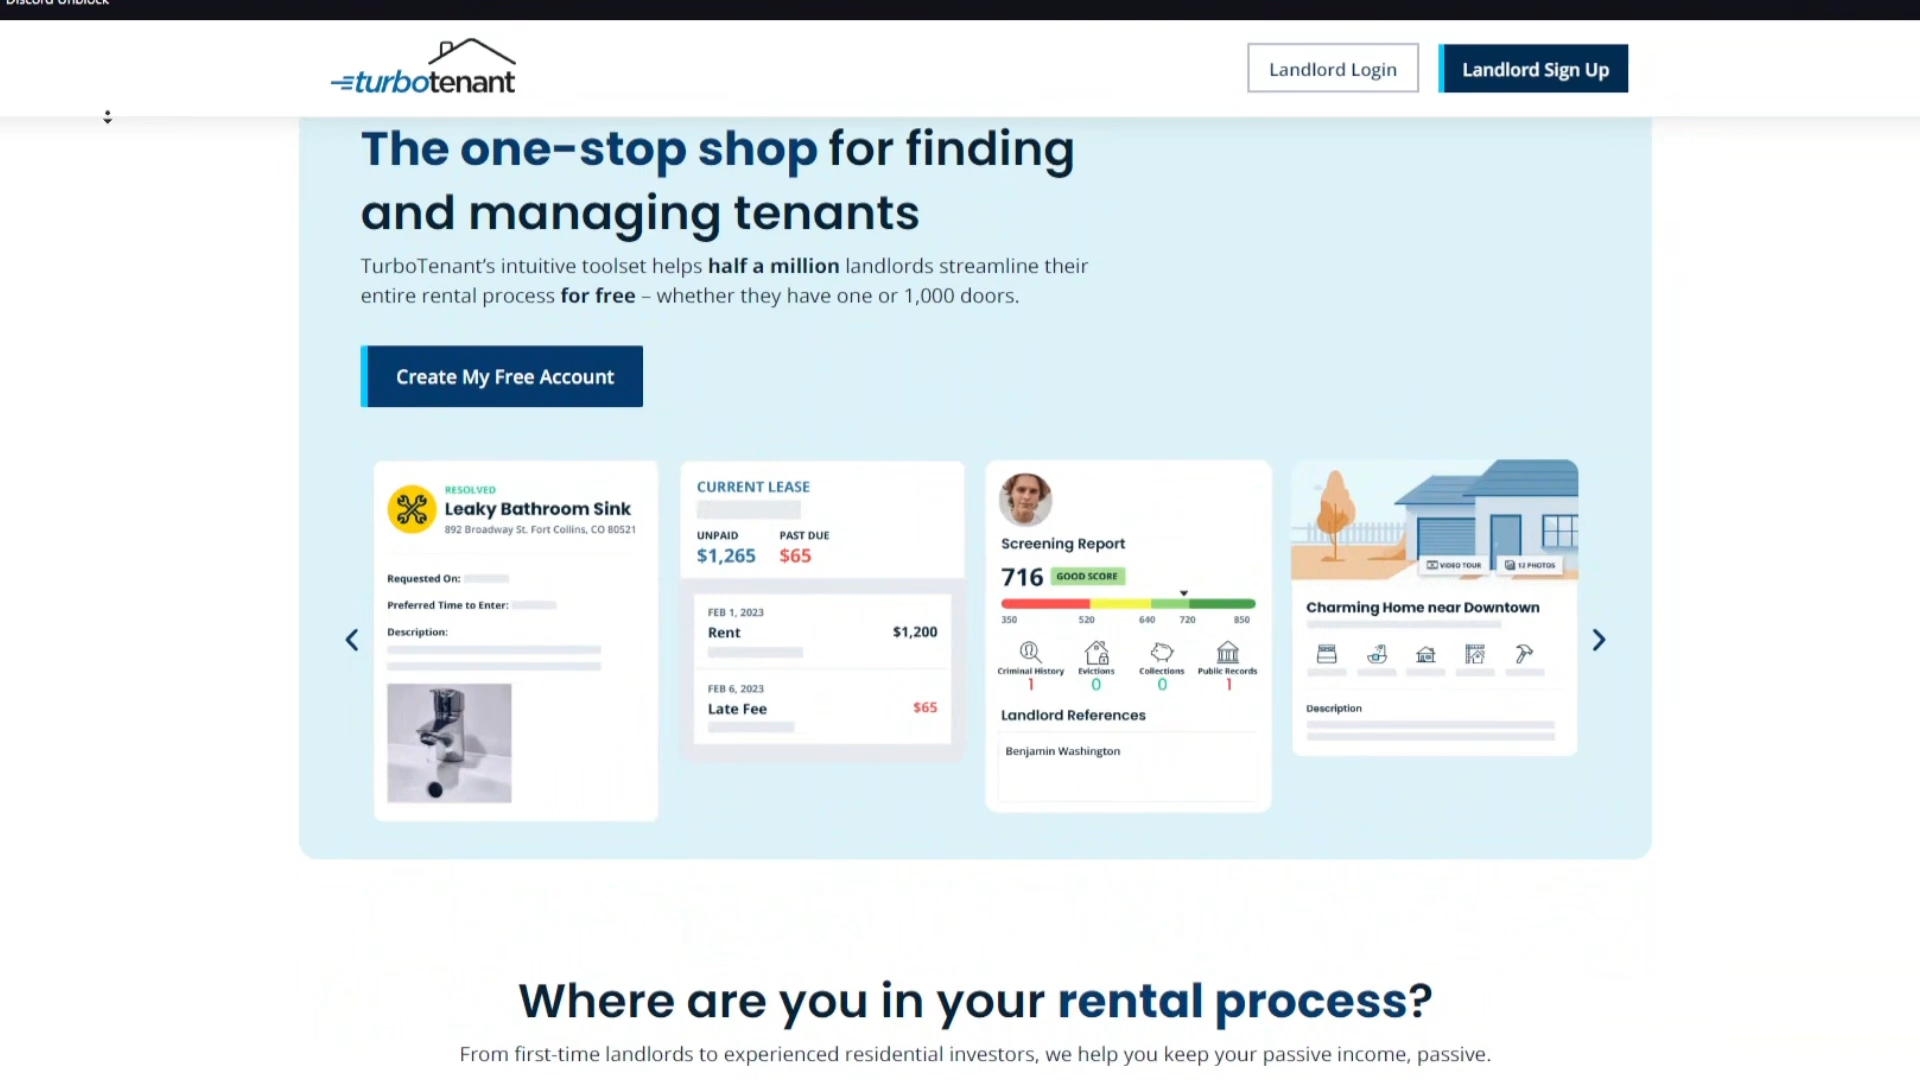 Discord Unblock
turbotenant
Landlord Login
Landlord Sign Up
The one-stop shop for finding
and managing tenants
TurboTenant's intuitive toolset helps half a million landlords streamline their
entire rental process for free – whether they have one or 1,000 doors.
Create My Free Account
RESOLVED
Leaky Bathroom Sink
892 Broadway St. Fort Collins, CO 80521
Requested On:
Preferred Time to Enter:
Description:
CURRENT LEASE
UNPAID PAST DUE
$1,265 $65
FEB 1, 2023
Rent $1,200
FEB 6, 2023
Late Fee $65
Screening Report
716 GOOD SCORE
350 520 640 720 850
Criminal History Evictions Collections Public Records
1 0 0 1
Landlord References
Benjamin Washington
VIDEO TOUR 12 PHOTOS
Charming Home near Downtown
Description
Where are you in your rental process?
From first-time landlords to experienced residential investors, we help you keep your passive income, passive.